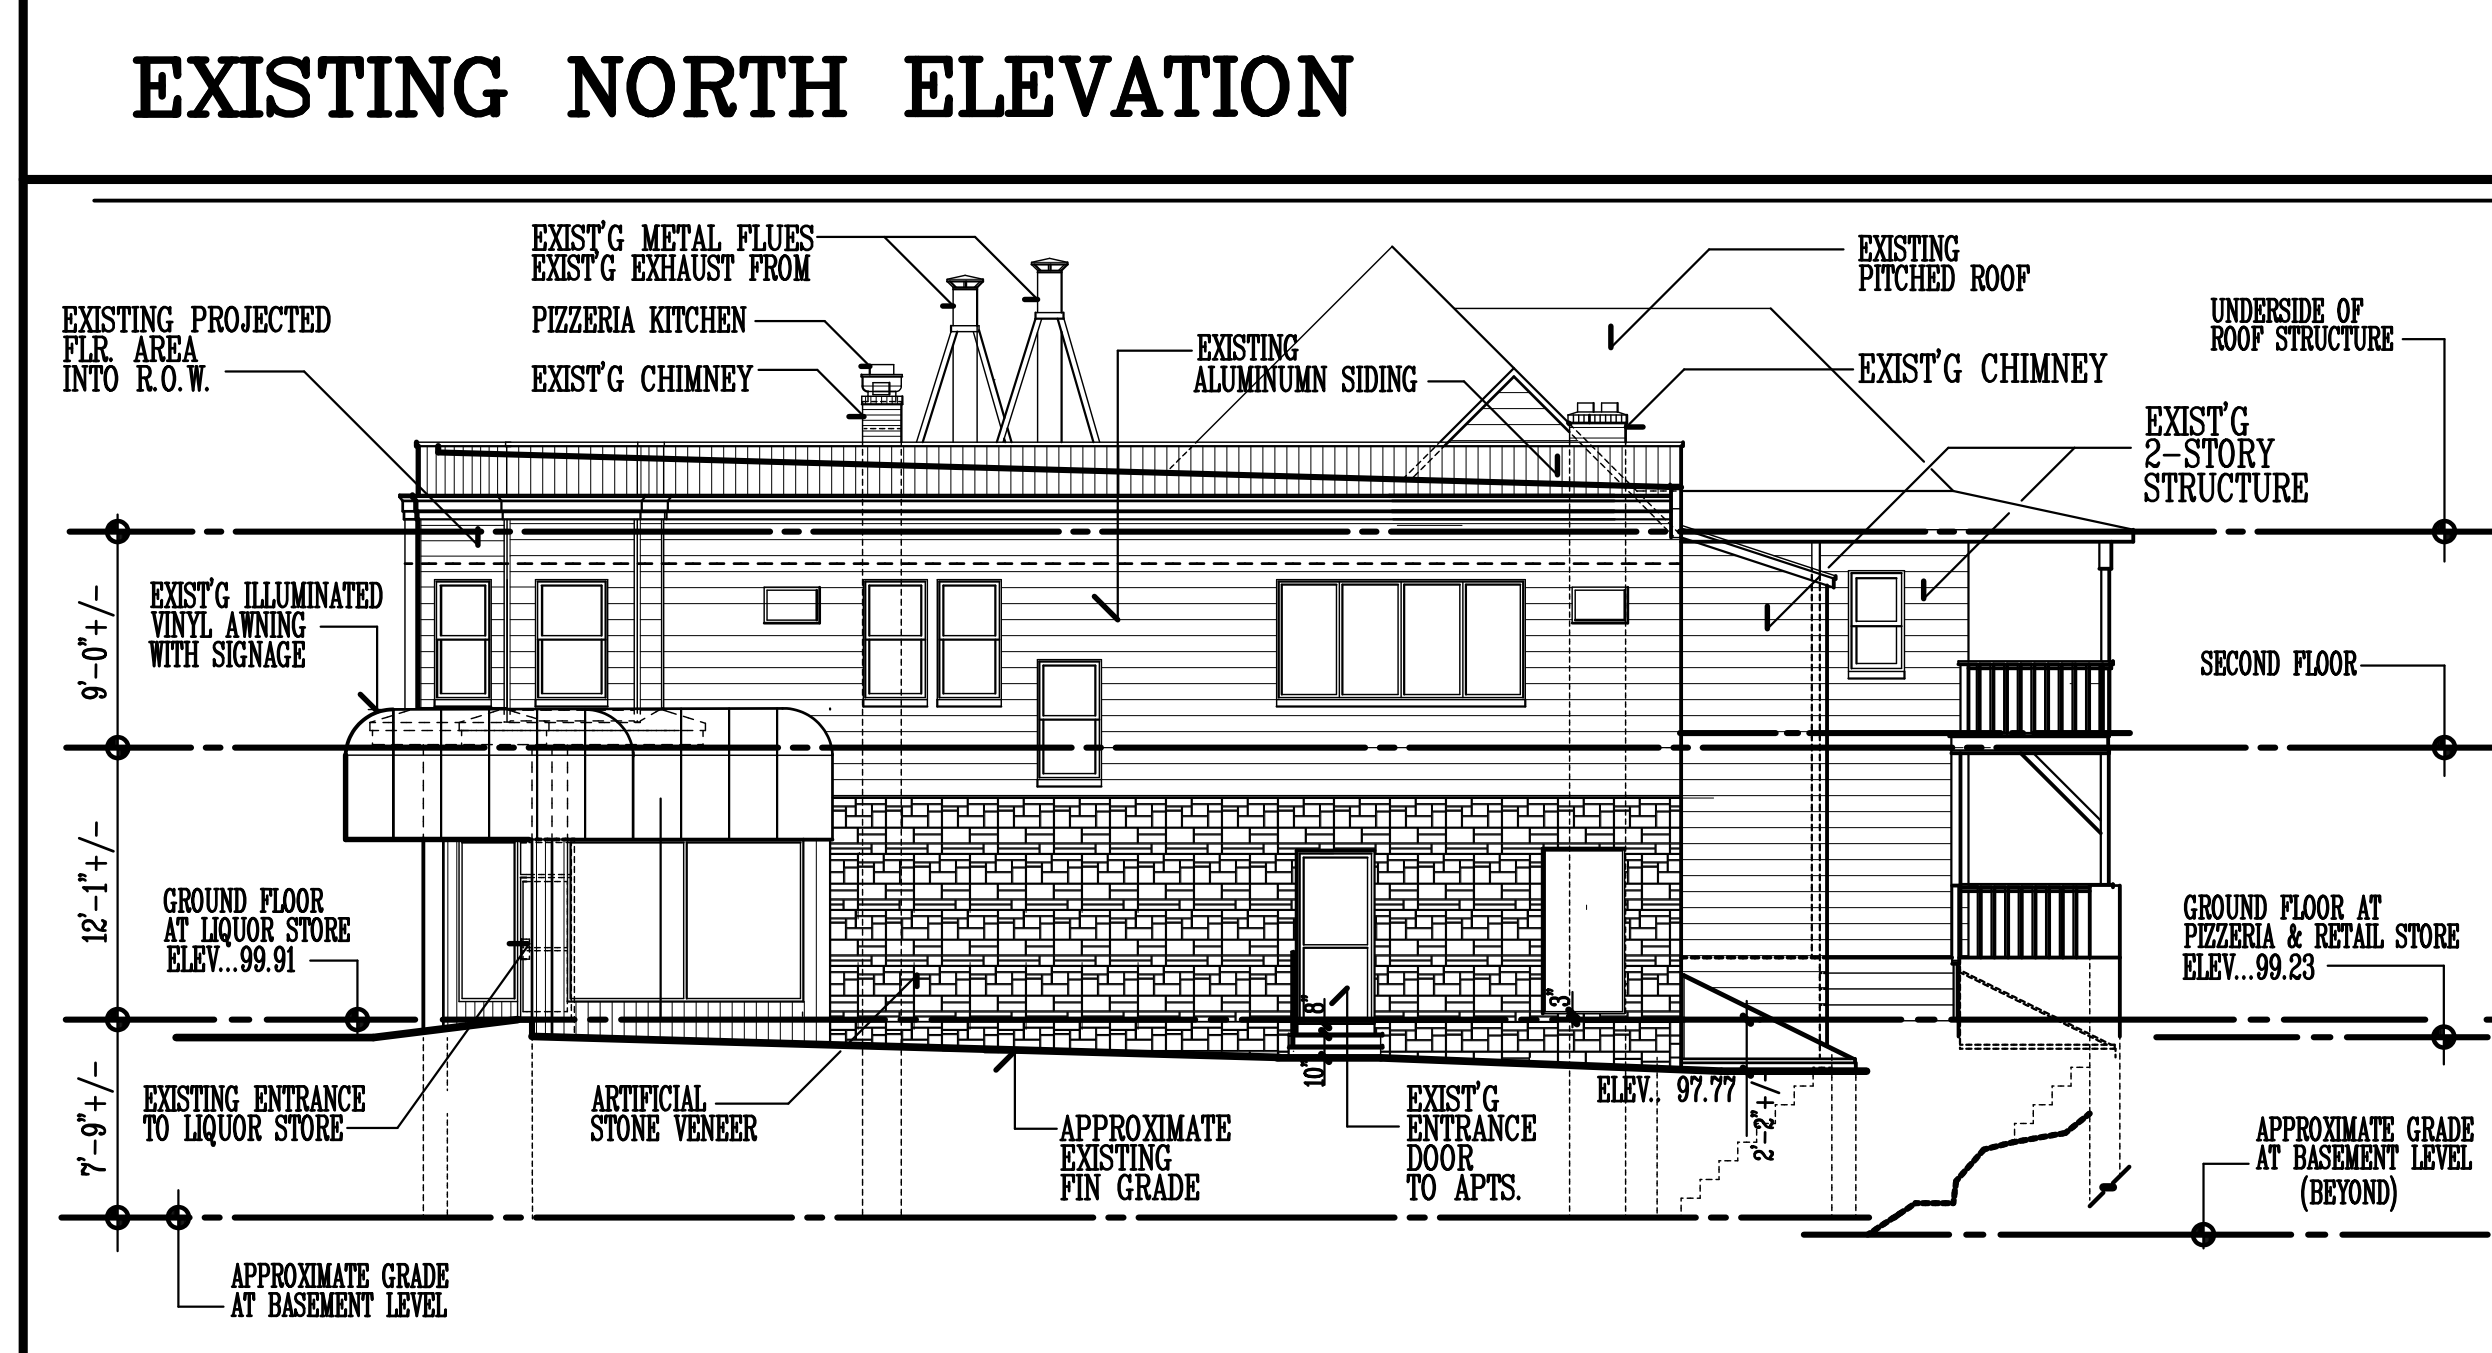 EXISTING NORTH ELEVATION
EXIST'G METAL FLUES
EXIST'G EXHAUST FROM
PIZZERIA KITCHEN
EXIST'G CHIMNEY
EXISTING PROJECTED
FLR. AREA
INTO R.O.W.
EXISTING
ALUMINUMN SIDING
EXISTING
PITCHED ROOF
EXIST'G CHIMNEY
UNDERSIDE OF
ROOF STRUCTURE
EXIST'G
2-STORY
STRUCTURE
EXIST'G ILLUMINATED
VINYL AWNING
WITH SIGNAGE
9'-0"+/-
SECOND FLOOR
12'-1"+/-
GROUND FLOOR
AT LIQUOR STORE
ELEV...99.91
GROUND FLOOR AT
PIZZERIA & RETAIL STORE
ELEV...99.23
8"
3"
10"
7'-9"+/-
EXISTING ENTRANCE
TO LIQUOR STORE
ARTIFICIAL
STONE VENEER
APPROXIMATE
EXISTING
FIN GRADE
EXIST'G
ENTRANCE
DOOR
TO APTS.
ELEV.. 97.77
2'-2"+/-
APPROXIMATE GRADE
AT BASEMENT LEVEL
(BEYOND)
APPROXIMATE GRADE
AT BASEMENT LEVEL